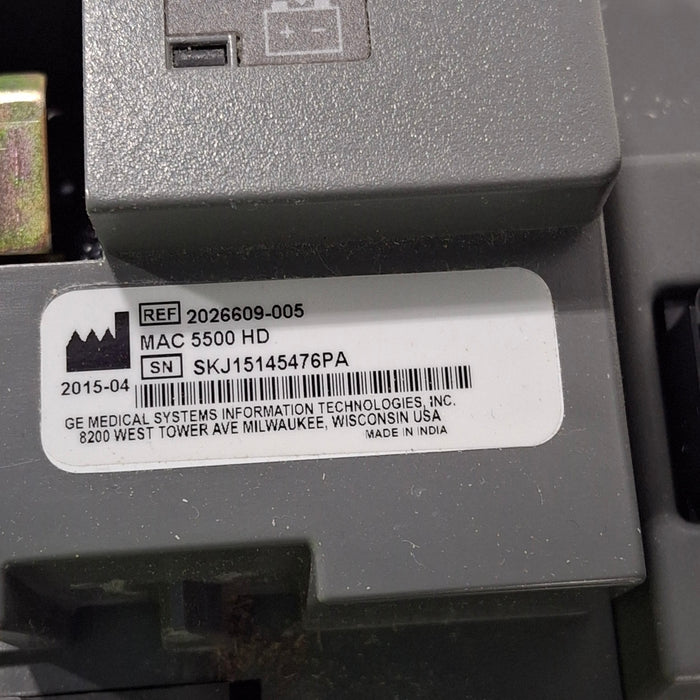 REF 2026609-005
MAC 5500 HD
SN SKJ15145476PA
2015-04
GE MEDICAL SYSTEMS INFORMATION TECHNOLOGIES, INC.
8200 WEST TOWER AVE MILWAUKEE, WISCONSIN USA
MADE IN INDIA